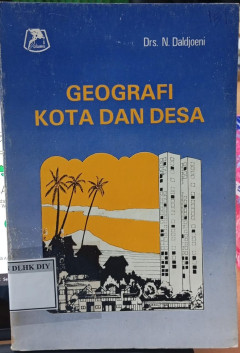 Drs. N. Daldjoeni
GEOGRAFI
KOTA DAN DESA
DLHK DIY